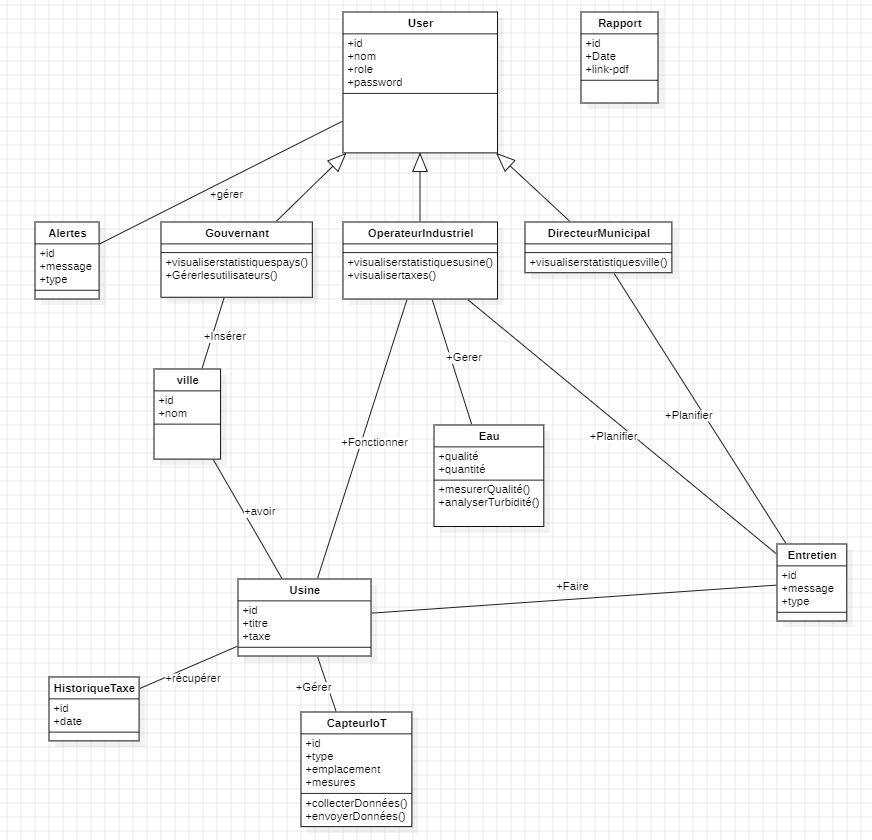 User
+id
+nom
+role
+password
Rapport
+id
+Date
+link-pdf
+gérer
Alertes
+id
+message
+type
Gouvernant
+visualiserstatistiquespays()
+Gérerlesutilisateurs()
OperateurIndustriel
+visualiserstatistiquesusine()
+visualisertaxes()
DirecteurMunicipal
+visualiserstatistiquesville()
+Insérer
+Gerer
ville
+id
+nom
+Planifier
+Fonctionner
+Planifier
Eau
+qualité
+quantité
+mesurerQualité()
+analyserTurbidité()
+avoir
Entretien
+id
+message
+type
+Faire
Usine
+id
+titre
+taxe
+récupérer
+Gérer
HistoriqueTaxe
+id
+date
CapteurIoT
+id
+type
+emplacement
+mesures
+collecterDonnées()
+envoyerDonnées()